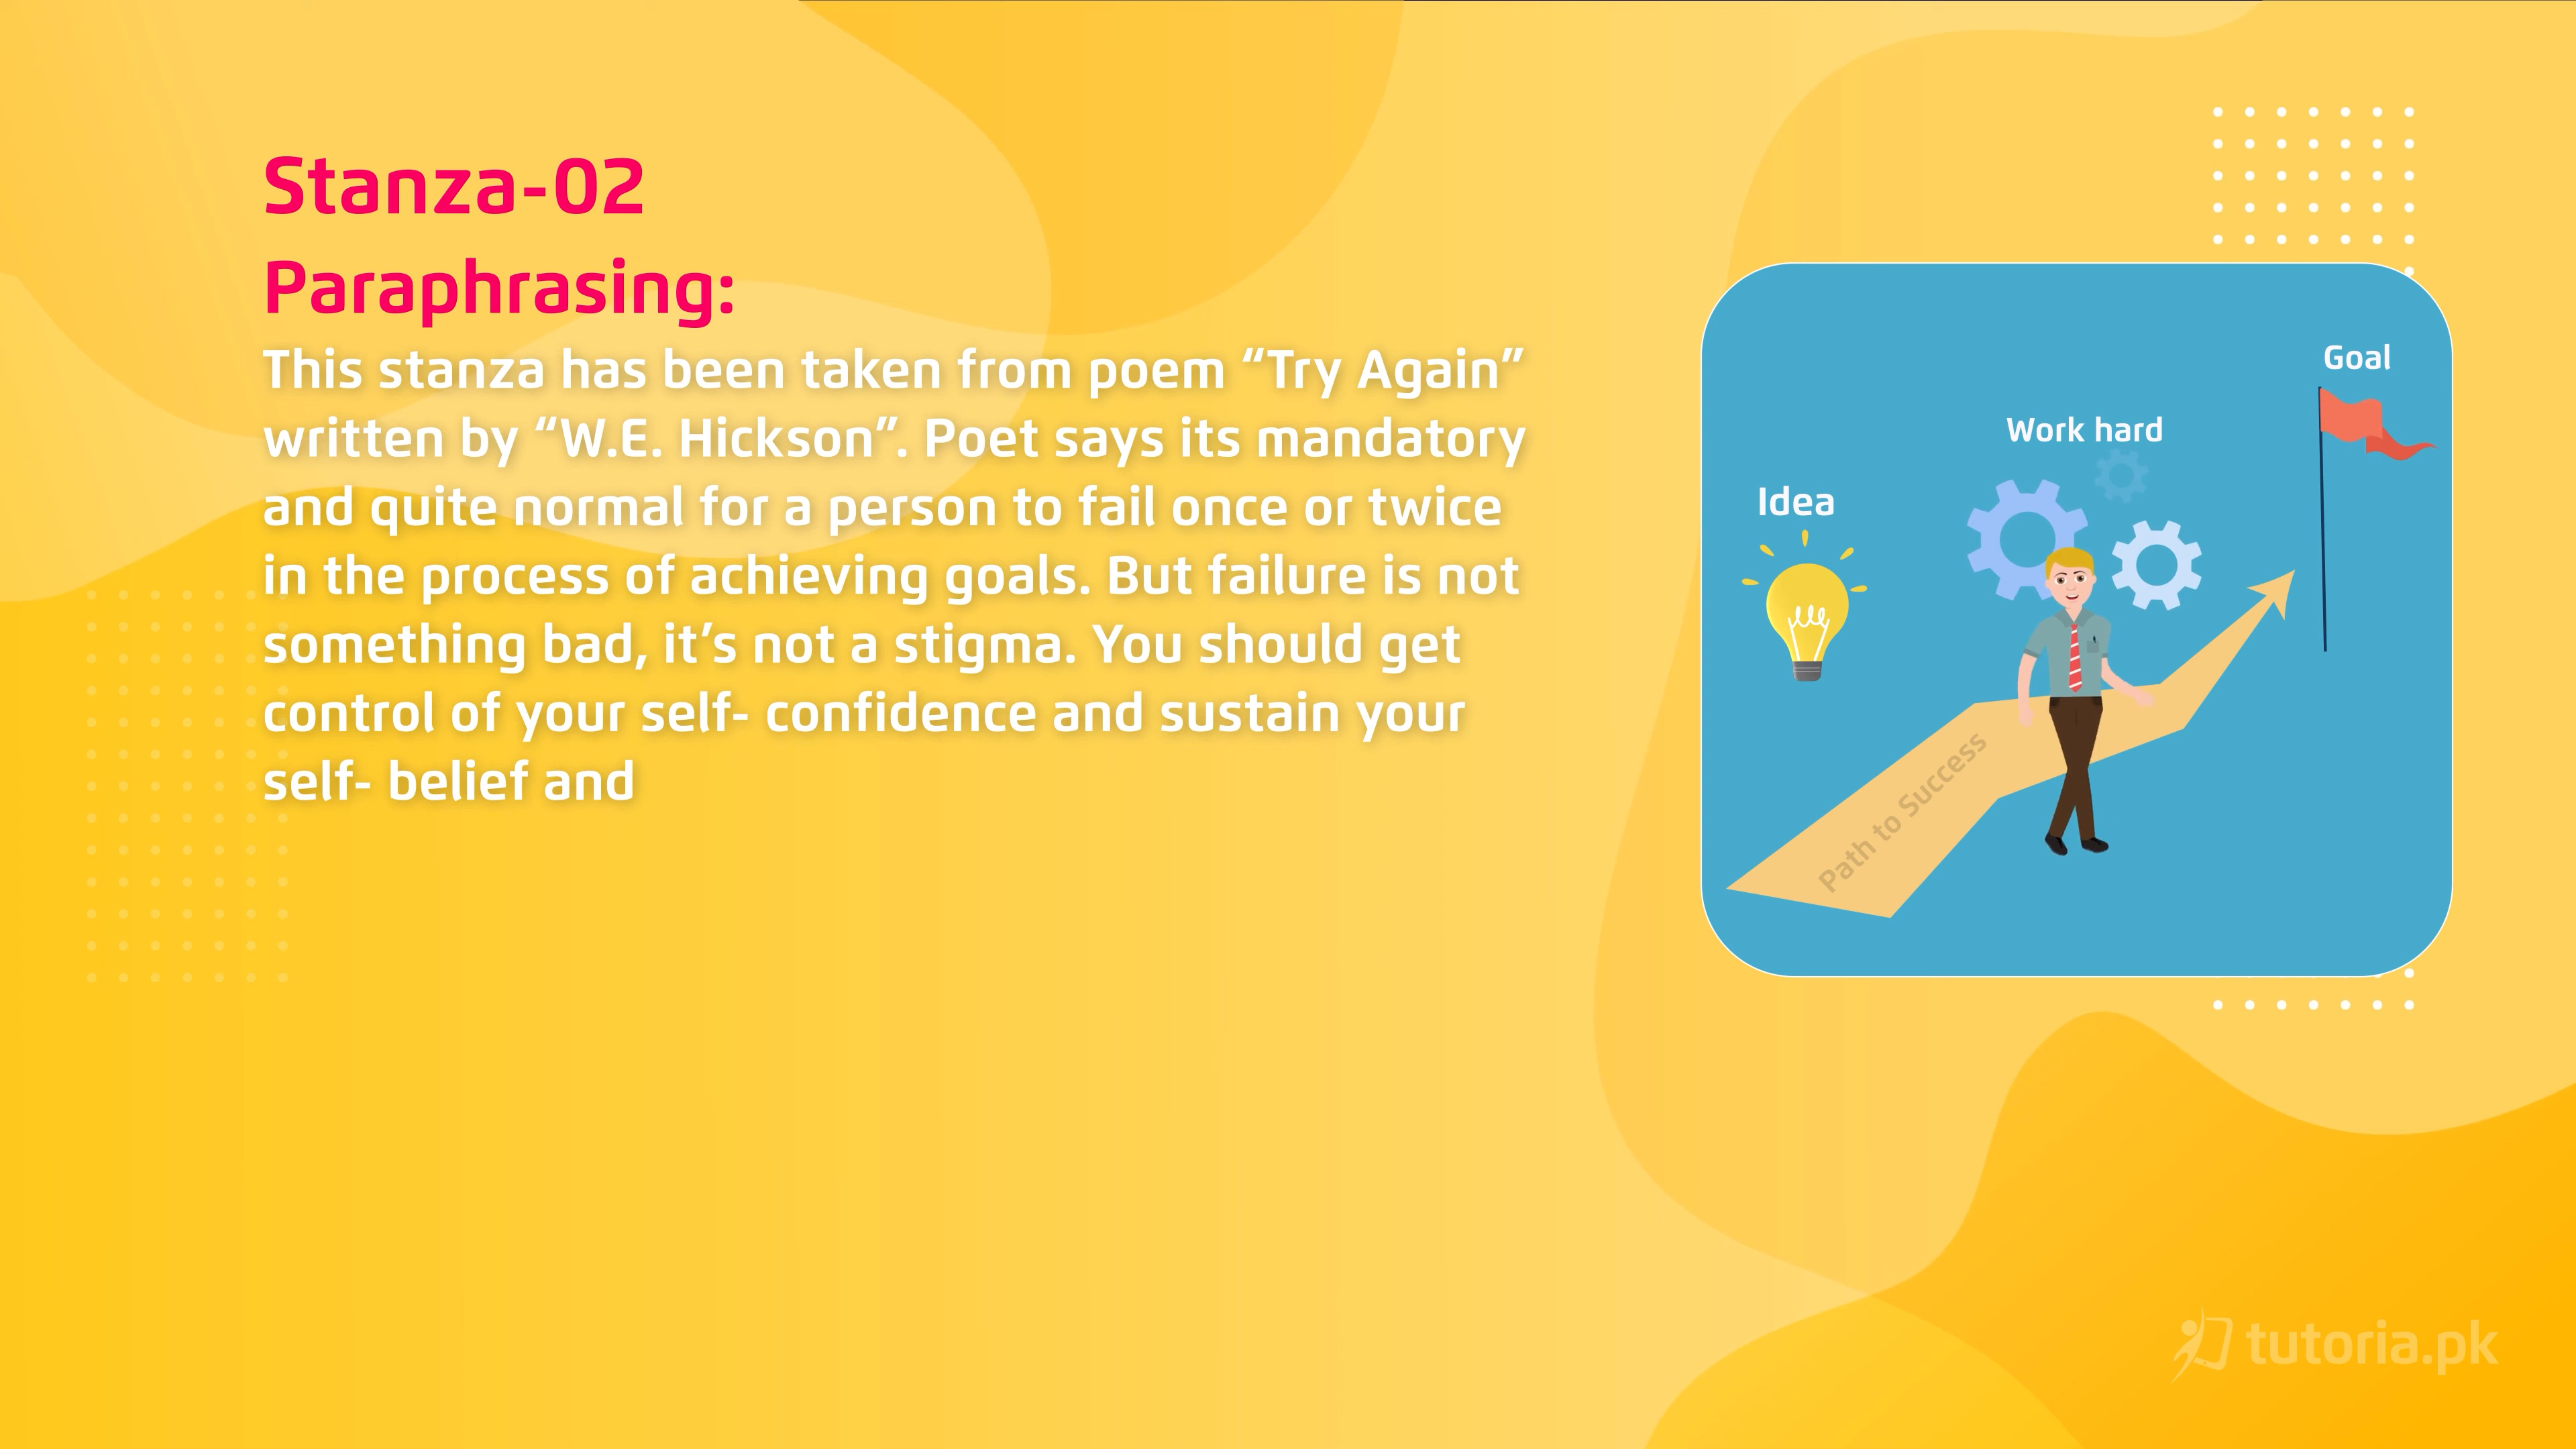 Stanza-02
Paraphrasing:
This stanza has been taken from poem “Try Again”
written by “W.E. Hickson”. Poet says its mandatory
and quite normal for a person to fail once or twice
in the process of achieving goals. But failure is not
something bad, it’s not a stigma. You should get
control of your self- confidence and sustain your
self- belief and
Goal
Work hard
Idea
Path to Success
tutoria.pk